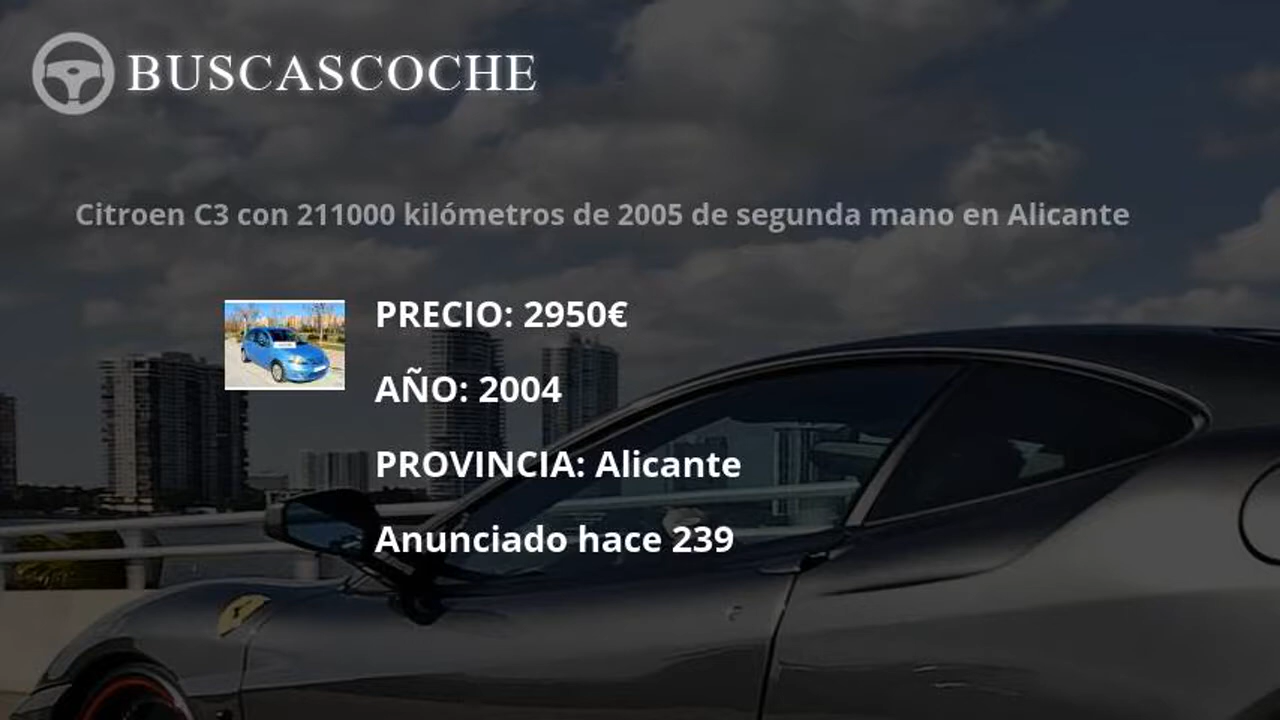 BUSCASCOCHE
Citroen C3 con 211000 kilómetros de 2005 de segunda mano en Alicante
PRECIO: 2950€
AÑO: 2004
PROVINCIA: Alicante
Anunciado hace 239